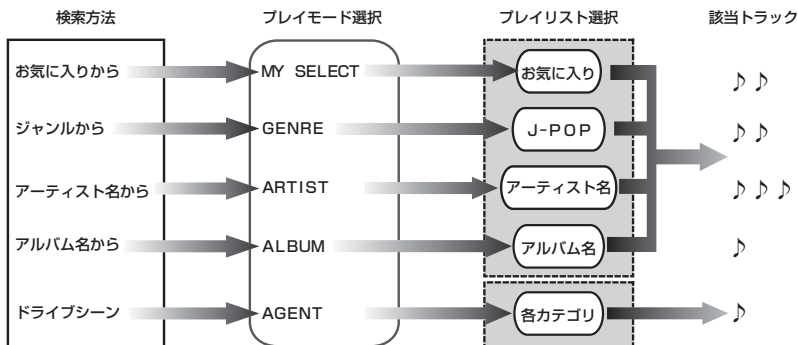 検索方法 プレイモード選択 プレイリスト選択 該当トラック
お気に入りから MY SELECT お気に入り ♪♪
ジャンルから GENRE J-POP ♪♪
アーティスト名から ARTIST アーティスト名 ♪♪♪
アルバム名から ALBUM アルバム名 ♪
ドライブシーン AGENT 各カテゴリ ♪